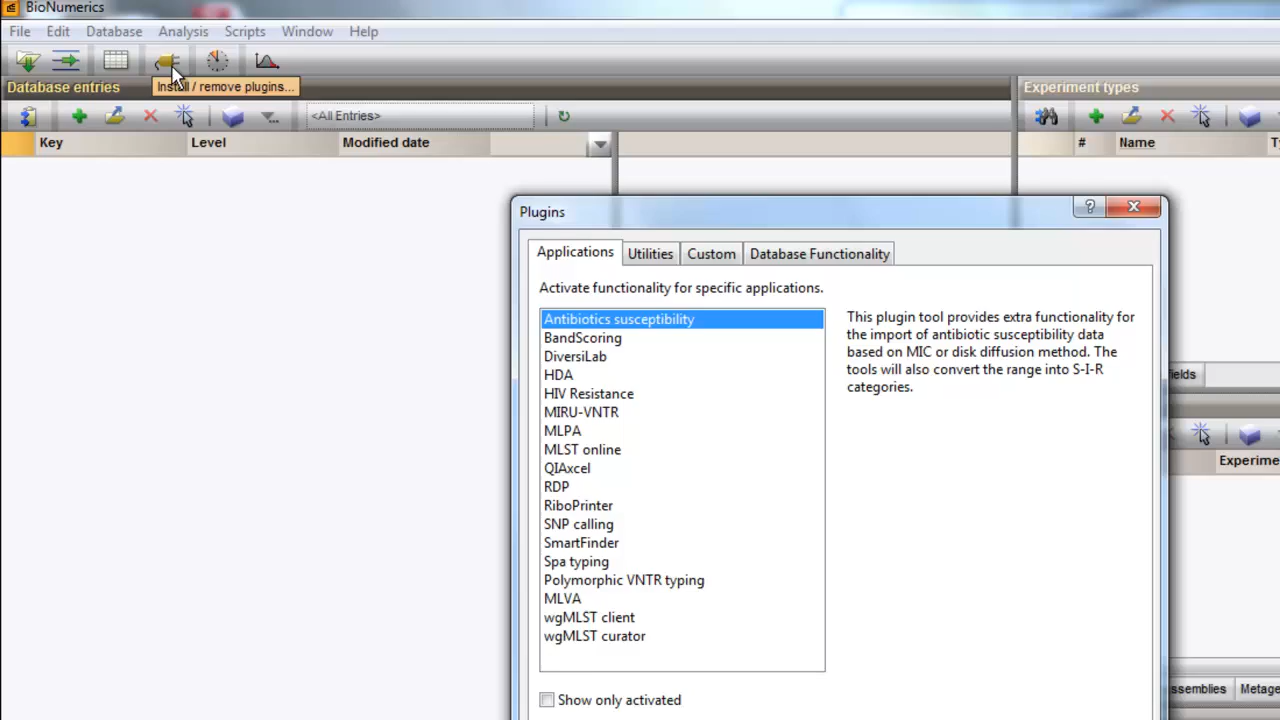 BioNumerics
File Edit Database Analysis Scripts Window Help
Install / remove plugins...
Database entries
Experiment types
<All Entries>
Key Level Modified date
# Name
Plugins
Applications Utilities Custom Database Functionality
Activate functionality for specific applications.
Antibiotics susceptibility
BandScoring
DiversiLab
HDA
HIV Resistance
MIRU-VNTR
MLPA
MLST online
QIAxcel
RDP
RiboPrinter
SNP calling
SmartFinder
Spa typing
Polymorphic VNTR typing
MLVA
wgMLST client
wgMLST curator
This plugin tool provides extra functionality for
the import of antibiotic susceptibility data
based on MIC or disk diffusion method. The
tools will also convert the range into S-I-R
categories.
Show only activated